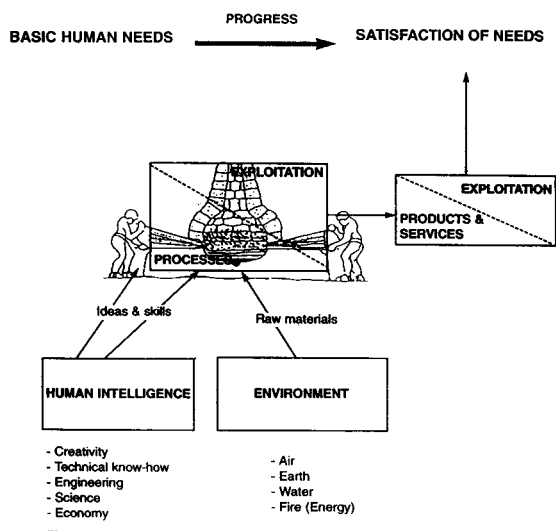 PROGRESS
BASIC HUMAN NEEDS
SATISFACTION OF NEEDS
EXPLOITATION
PROCESSES
EXPLOITATION
PRODUCTS &
SERVICES
Ideas & skills
Raw materials
HUMAN INTELLIGENCE
ENVIRONMENT
- Creativity
- Technical know-how
- Engineering
- Science
- Economy
...
- Air
- Earth
- Water
- Fire (Energy)